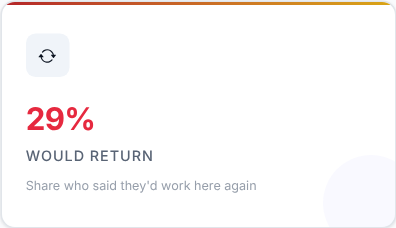 29%
WOULD RETURN
Share who said they'd work here again